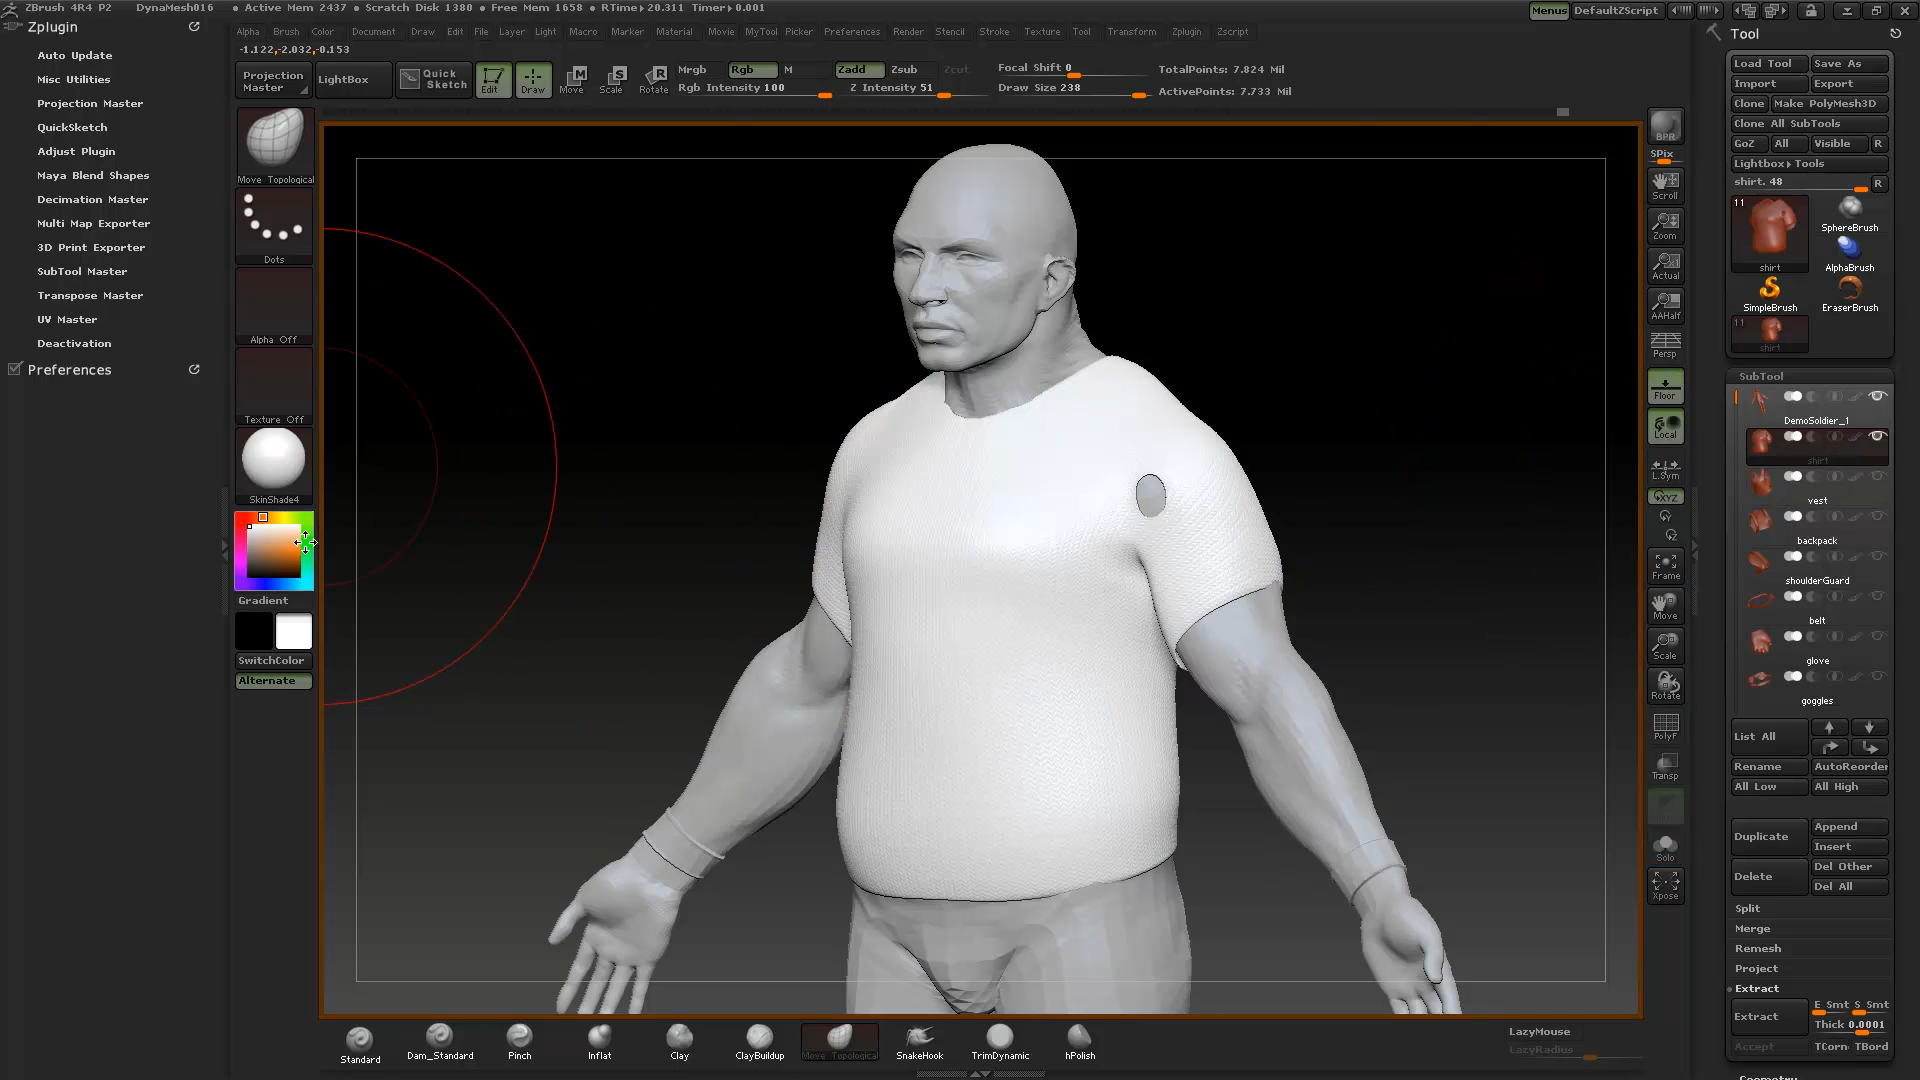 ZBrush 4R4 P2 DynaMesh016 • Active Mem 2437 • Scratch Disk 1380 • Free Mem 1658 • RTime▸20.311 Timer▸0.001
Menus DefaultZScript
Zplugin
Auto Update
Misc Utilities
Projection Master
QuickSketch
Adjust Plugin
Maya Blend Shapes
Decimation Master
Multi Map Exporter
3D Print Exporter
SubTool Master
Transpose Master
UV Master
Deactivation
Preferences
Alpha Brush Color Document Draw Edit File Layer Light Macro Marker Material Movie MyTool Picker Preferences Render Stencil Stroke Texture Tool Transform Zplugin Zscript
-1.122,-2.032,-0.153
Projection Master
LightBox
Quick Sketch
Edit
Draw
Move
Scale
Rotate
Mrgb Rgb M
Rgb Intensity 100
Zadd Zsub Zcut
Z Intensity 51
Focal Shift 0
Draw Size 238
TotalPoints: 7.824 Mil
ActivePoints: 7.733 Mil
Move Topological
Dots
Alpha Off
Texture Off
SkinShade4
Gradient
SwitchColor
Alternate
BPR
SPix
Scroll
Zoom
Actual
AAHalf
Persp
Floor
Local
L.Sym
XYZ
Frame
Move
Scale
Rotate
PolyF
Transp
Solo
Xpose
Tool
Load Tool Save As
Import Export
Clone Make PolyMesh3D
Clone All SubTools
GoZ All Visible R
Lightbox▸Tools
shirt. 48 R
11
shirt
SphereBrush
AlphaBrush
SimpleBrush
EraserBrush
11
shirt
SubTool
DemoSoldier_1
shirt
vest
backpack
shoulderGuard
belt
glove
goggles
List All
Rename AutoReorder
All Low All High
Duplicate
Append
Insert
Delete
Del Other
Del All
Split
Merge
Remesh
Project
Extract
Extract
E Smt S Smt
Thick 0.0001
Accept TCorn TBord
Geometry
Standard
Dam_Standard
Pinch
Inflat
Clay
ClayBuildup
Move Topological
SnakeHook
TrimDynamic
hPolish
LazyMouse
LazyRadius